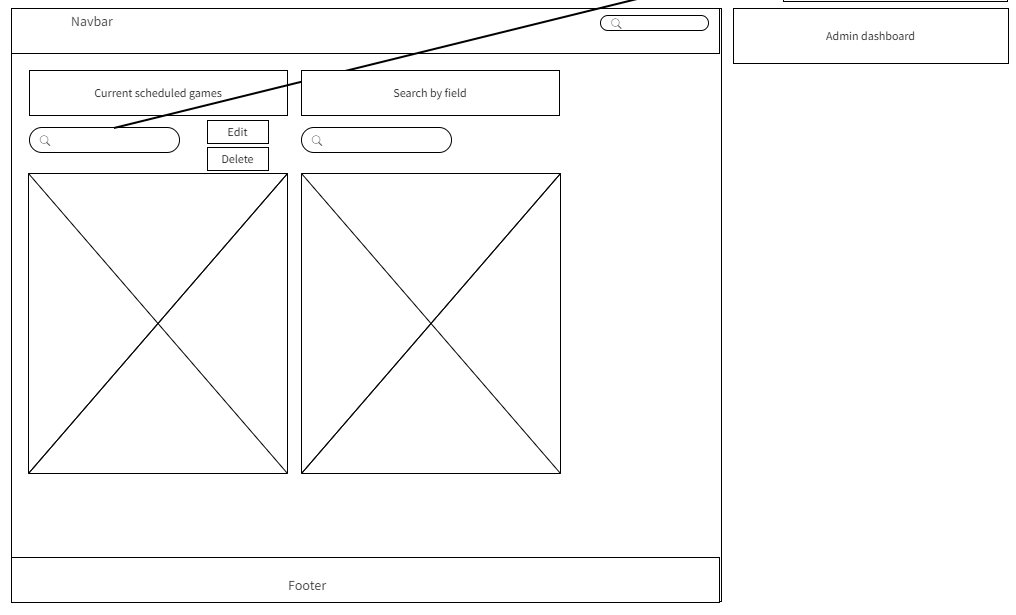 Navbar
Admin dashboard
Current scheduled games
Search by field
Edit
Delete
Footer